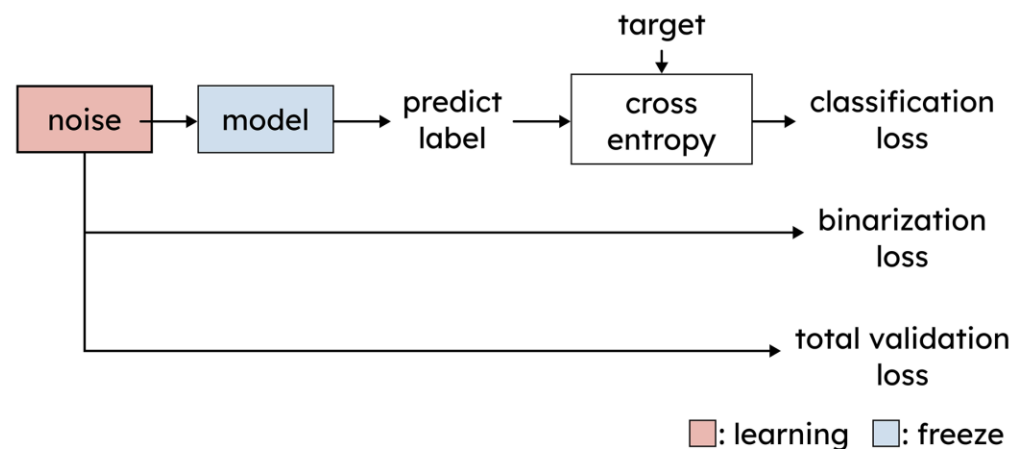 target
noise
model
predict
label
cross
entropy
classification
loss
binarization
loss
total validation
loss
: learning
: freeze